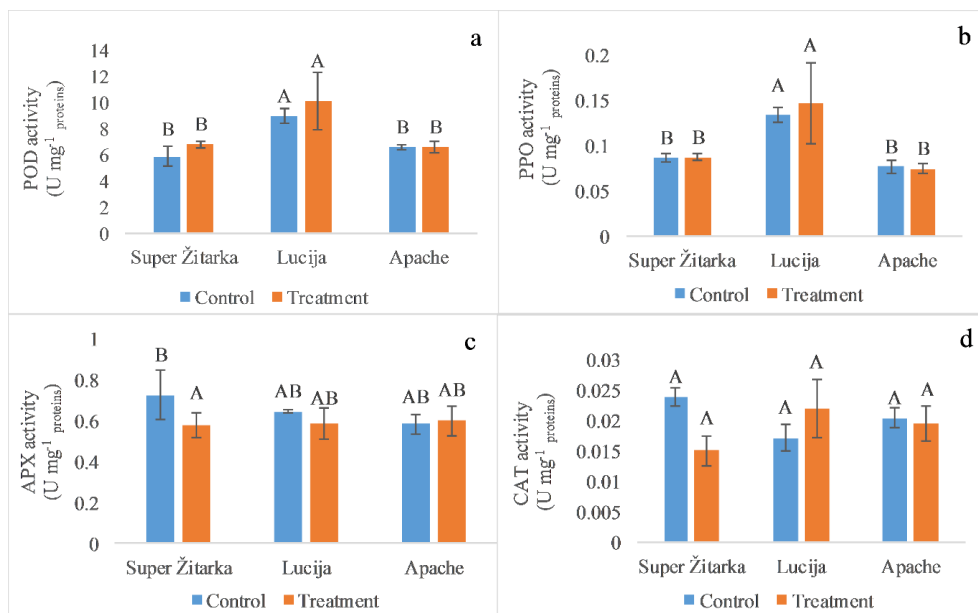 a
POD activity
(U mg-1 proteins)
14
12
10
8
6
4
2
0
B B
A A
B B
Super Žitarka Lucija Apache
Control Treatment
b
PPO activity
(U mg-1 proteins)
0.2
0.15
0.1
0.05
0
B B
A A
B B
Super Žitarka Lucija Apache
Control Treatment
c
APX activity
(U mg-1 proteins)
1
0.8
0.6
0.4
0.2
0
B A
AB AB
AB AB
Super Žitarka Lucija Apache
Control Treatment
d
CAT activity
(U mg-1 proteins)
0.03
0.025
0.02
0.015
0.01
0.005
0
A A
A A
A A
Super Žitarka Lucija Apache
Control Treatment